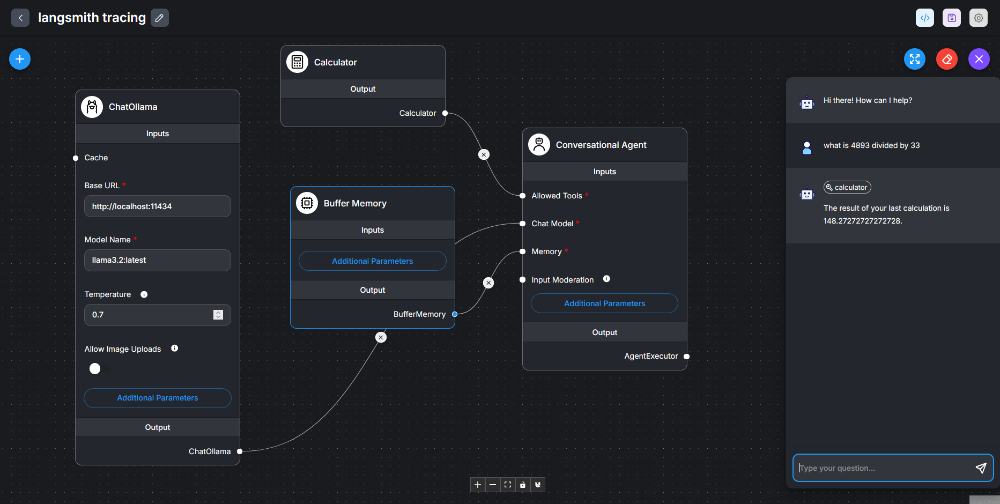 langsmith tracing
Calculator
Output
Calculator
ChatOllama
Inputs
Cache
Base URL *
http://localhost:11434
Model Name *
llama3.2:latest
Temperature
0.7
Allow Image Uploads
Additional Parameters
Output
ChatOllama
Buffer Memory
Inputs
Additional Parameters
Output
BufferMemory
Conversational Agent
Inputs
Allowed Tools *
Chat Model *
Memory *
Input Moderation
Additional Parameters
Output
AgentExecutor
Hi there! How can I help?
what is 4893 divided by 33
calculator
The result of your last calculation is
148.27272727272728.
Type your question...